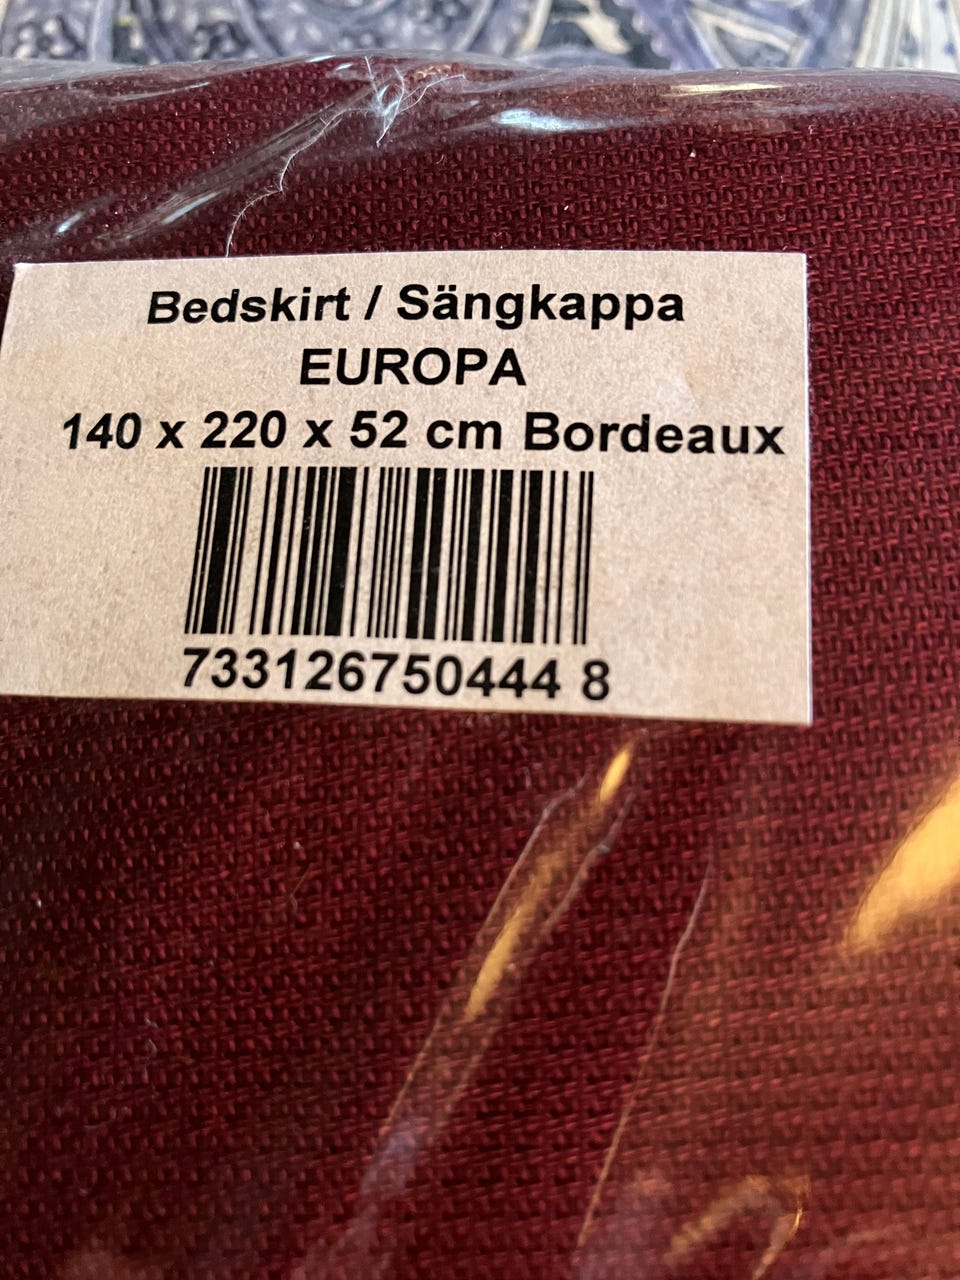 Bedskirt / Sängkappa
EUROPA
140 x 220 x 52 cm Bordeaux
733126750444 8